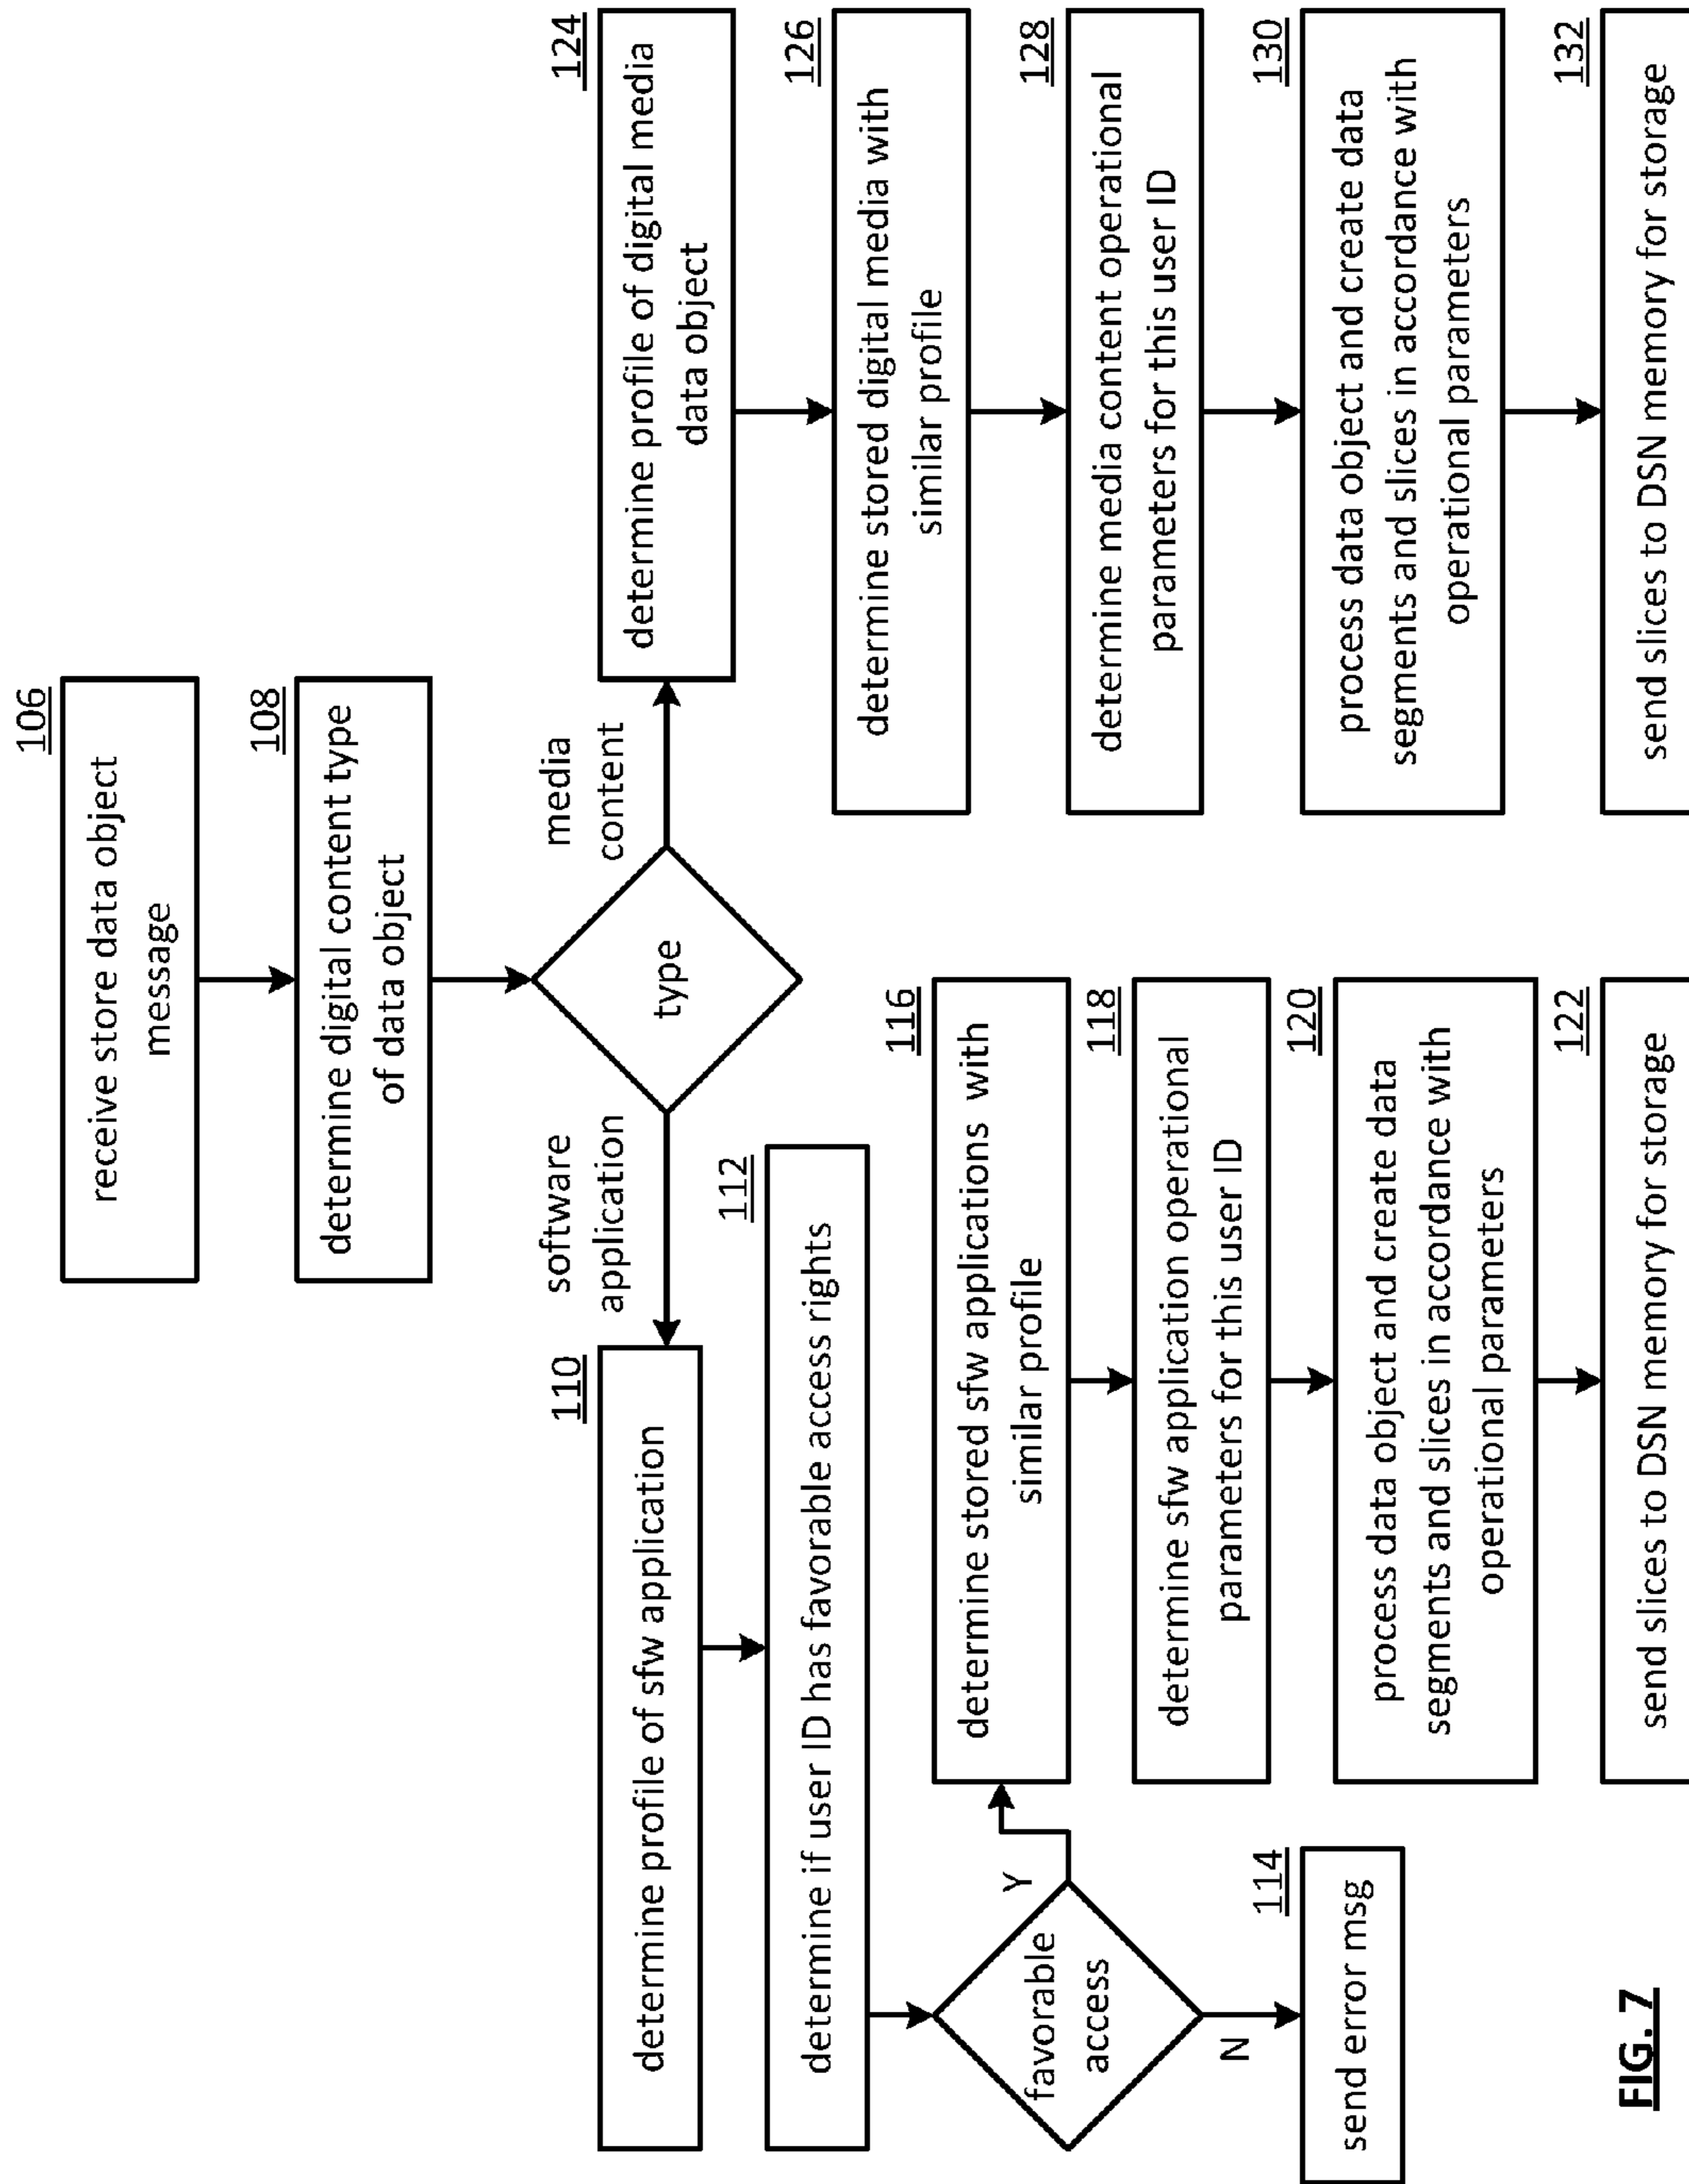 106
receive store data object
message
108
determine digital content type
of data object
type
software
application
media
content
110
determine profile of sfw application
112
determine if user ID has favorable access rights
favorable
access
N
Y
114
send error msg
116
determine stored sfw applications with
similar profile
118
determine sfw application operational
parameters for this user ID
120
process data object and create data
segments and slices in accordance with
operational parameters
122
send slices to DSN memory for storage
124
determine profile of digital media
data object
126
determine stored digital media with
similar profile
128
determine media content operational
parameters for this user ID
130
process data object and create data
segments and slices in accordance with
operational parameters
132
send slices to DSN memory for storage
FIG. 7